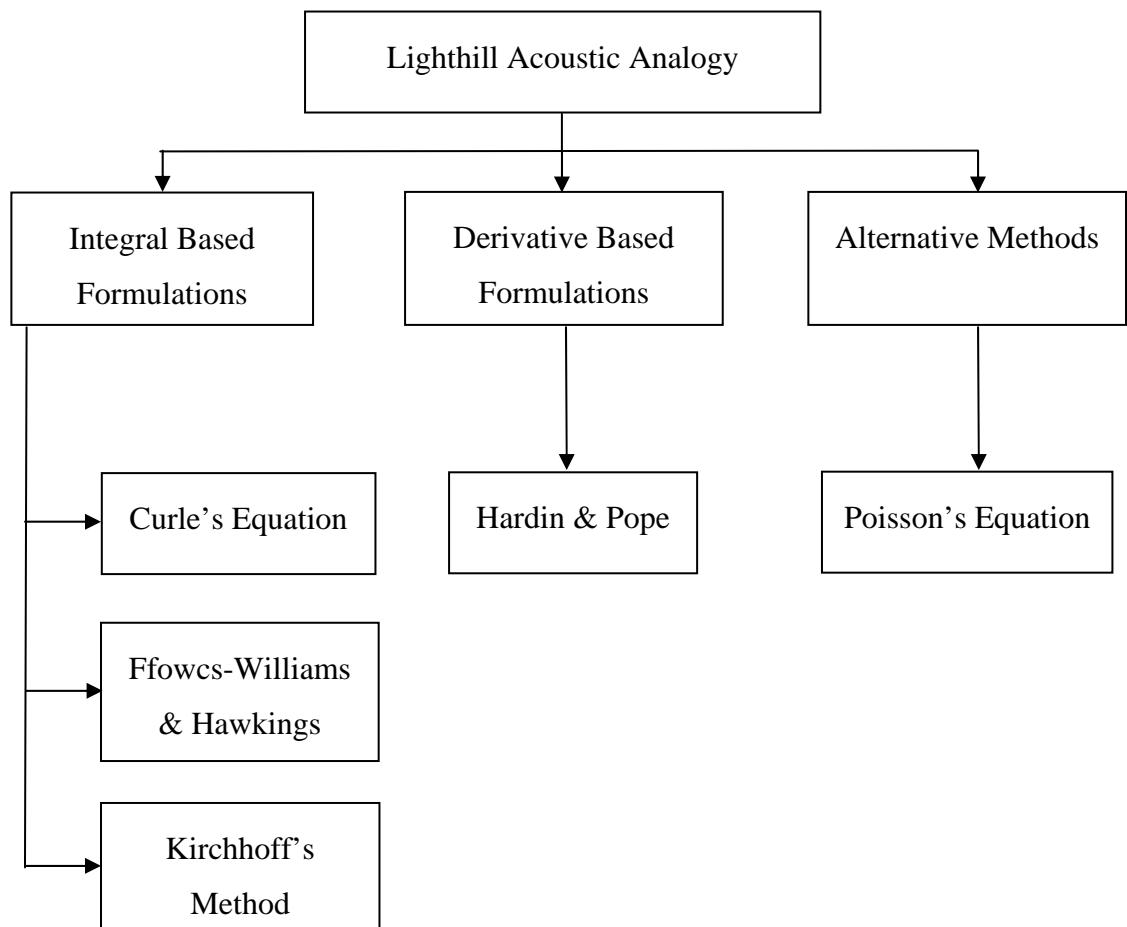 Lighthill Acoustic Analogy
Integral Based
Formulations
Derivative Based
Formulations
Alternative Methods
Curle’s Equation
Hardin & Pope
Poisson’s Equation
Ffowcs-Williams
& Hawkings
Kirchhoff’s
Method